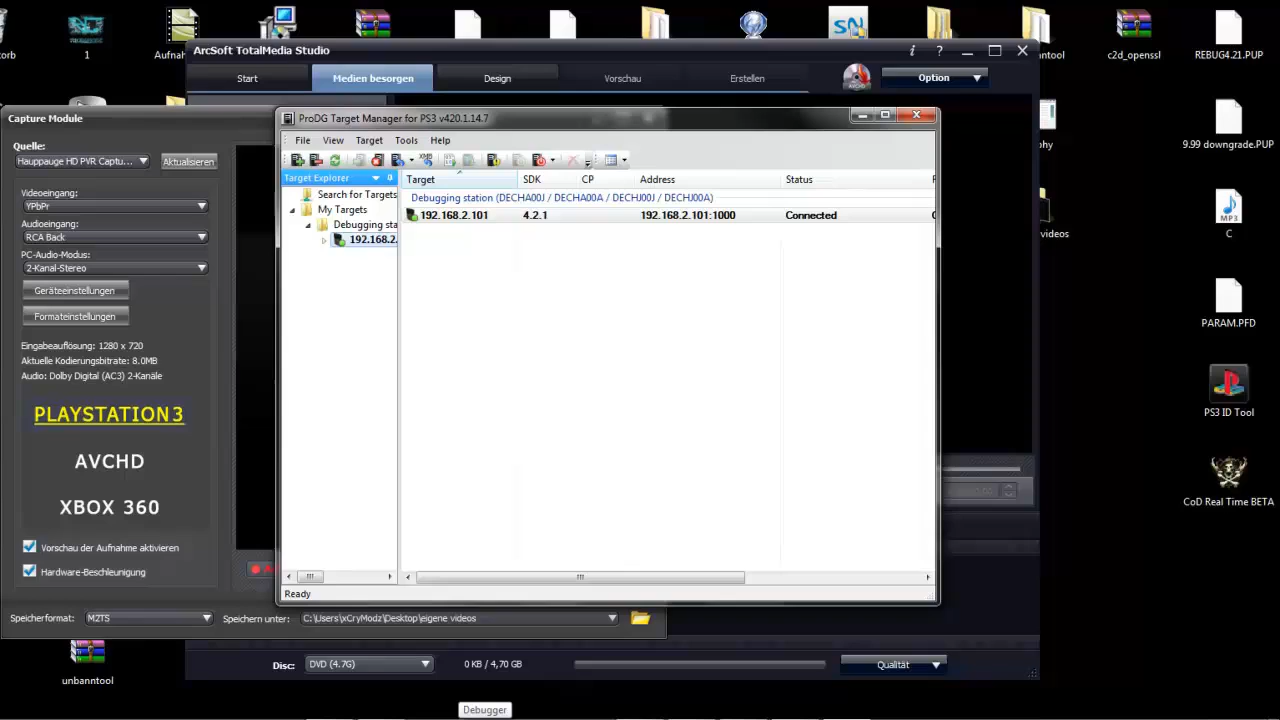 orb
1
Aufnah
c2d_openssl
ntool
REBUG4.21.PUP
ArcSoft TotalMedia Studio
Start
Medien besorgen
Design
Vorschau
Erstellen
Option
Capture Module
Quelle:
Hauppauge HD PVR Captu...
Aktualisieren
Videoeingang:
YPbPr
Audoeingang:
RCA Back
PC-Audio-Modus:
2-Kanal-Stereo
Geräteeinstellungen
Formateinstellungen
Eingabeauflösung: 1280 x 720
Aktuelle Kodierungsbitrate: 8.0MB
Audio: Dolby Digital (AC3) 2-Kanäle
PLAYSTATION3
AVCHD
XBOX 360
Vorschau der Aufnahme aktivieren
Hardware-Beschleunigung
Speicherformat:
M2TS
Speichern unter:
C:\Users\xCryModz\Desktop\eigene videos
ProDG Target Manager for PS3 v420.1.14.7
File View Target Tools Help
Target Explorer
Search for Targets
My Targets
Debugging sta
192.168.2.
Target SDK CP Address Status
Debugging station (DECHA00J / DECHA00A / DECHJ00J / DECHJ00A)
192.168.2.101 4.2.1 192.168.2.101:1000 Connected
Ready
phy
9.99 downgrade.PUP
videos
C
PARAM.PFD
PS3 ID Tool
CoD Real Time BETA
unbanntool
Disc:
DVD (4.7G)
0 KB / 4,70 GB
Qualität
Debugger